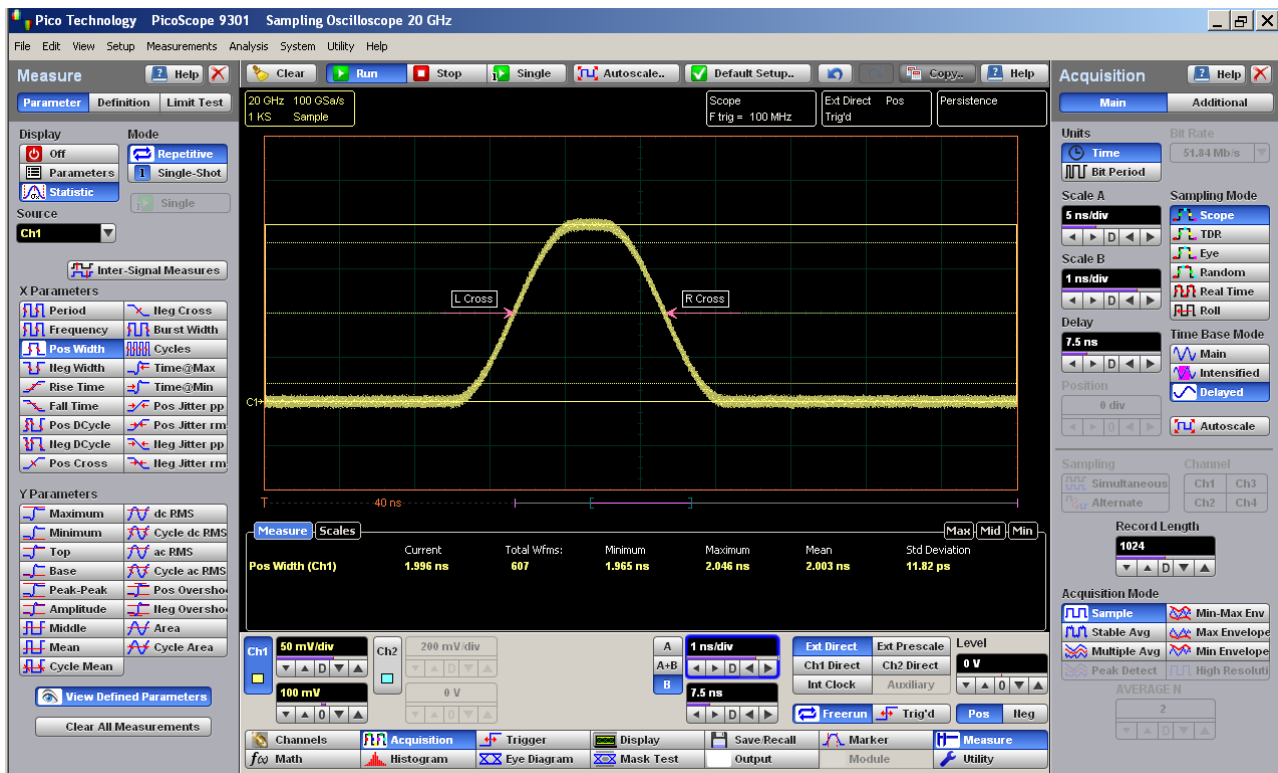 Pico Technology PicoScope 9301 Sampling Oscilloscope 20 GHz
File Edit View Setup Measurements Analysis System Utility Help
Measure Help
Parameter Definition Limit Test
Display Mode
Off Repetitive
Parameters Single-Shot
Statistic Single
Source
Ch1
Inter-Signal Measures
X Parameters
Period Neg Cross
Frequency Burst Width
Pos Width Cycles
Neg Width Time@Max
Rise Time Time@Min
Fall Time Pos Jitter pp
Pos DCycle Pos Jitter rm
Neg DCycle Neg Jitter pp
Pos Cross Neg Jitter rm
Y Parameters
Maximum dc RMS
Minimum Cycle dc RMS
Top ac RMS
Base Cycle ac RMS
Peak-Peak Pos Oversho
Amplitude Neg Oversho
Middle Area
Mean Cycle Area
Cycle Mean
View Defined Parameters
Clear All Measurements
Clear Run Stop Single Autoscale.. Default Setup.. Copy.. Help
20 GHz 100 GSa/s
1 KS Sample
Scope
F trig = 100 MHz
Ext Direct Pos
Trig'd
Persistence
L Cross R Cross
C1
T 40 ns
Measure Scales Max Mid Min
Current Total Wfms: Minimum Maximum Mean Std Deviation
Pos Width (Ch1) 1.996 ns 607 1.965 ns 2.046 ns 2.003 ns 11.82 ps
Ch1 50 mV/div Ch2 200 mV/div A 1 ns/div Ext Direct Ext Prescale Level
D D A+B D Ch1 Direct Ch2 Direct 0 V
100 mV 0 V B 7.5 ns Int Clock Auxiliary 0
0 0 D Freerun Trig'd Pos Neg
Channels Acquisition Trigger Display Save/Recall Marker Measure
f(x) Math Histogram Eye Diagram Mask Test Output Module Utility
Acquisition Help
Main Additional
Units Bit Rate
Time 51.84 Mb/s
Bit Period
Scale A Sampling Mode
5 ns/div Scope
D TDR
Scale B Eye
1 ns/div Random
D Real Time
Roll
Delay
7.5 ns Time Base Mode
D Main
Position Intensified
0 div Delayed
0 Autoscale
Sampling Channel
Simultaneous Ch1 Ch3
Alternate Ch2 Ch4
Record Length
1024
D
Acquisition Mode
Sample Min-Max Env
Stable Avg Max Envelope
Multiple Avg Min Envelope
Peak Detect High Resoluti
AVERAGE N
2
D